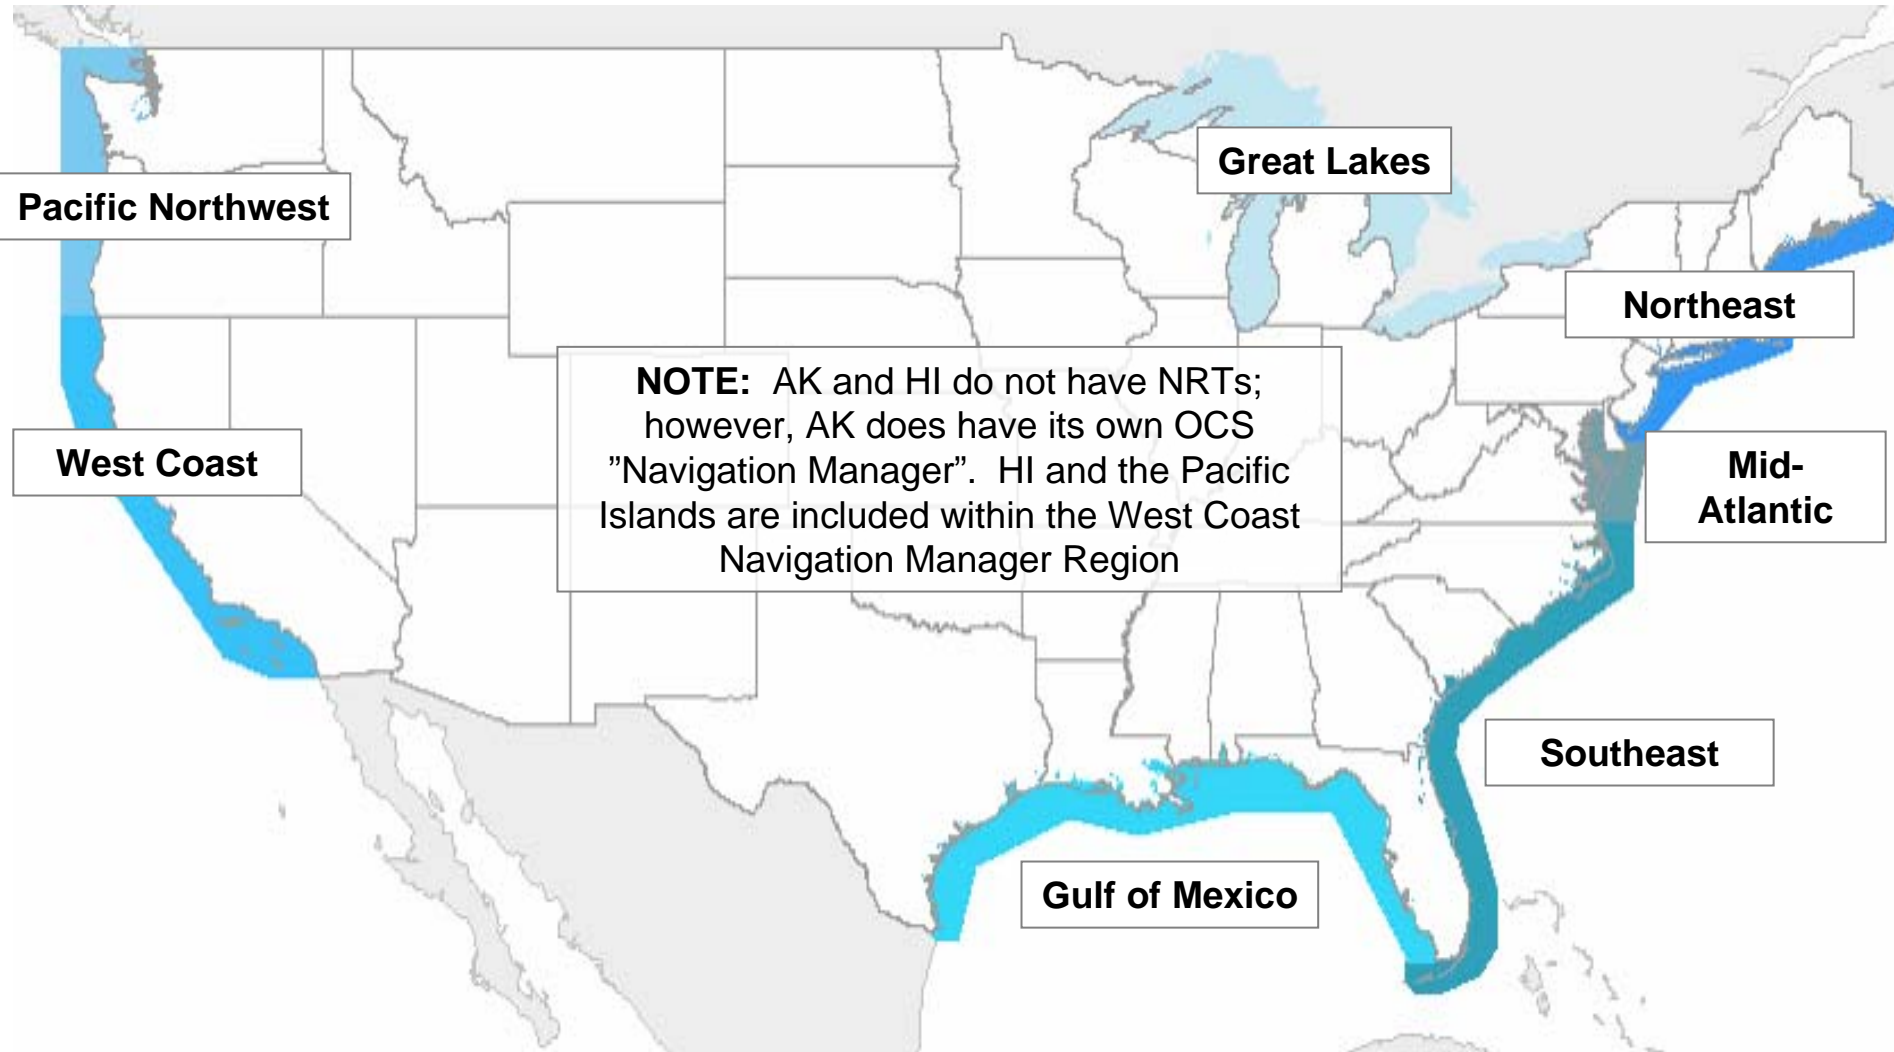 Great Lakes
Pacific Northwest
Northeast
NOTE:  AK and HI do not have NRTs;
however, AK does have its own OCS
”Navigation Manager”.  HI and the Pacific
Islands are included within the West Coast
Navigation Manager Region
West Coast
Mid-
Atlantic
Southeast
Gulf of Mexico